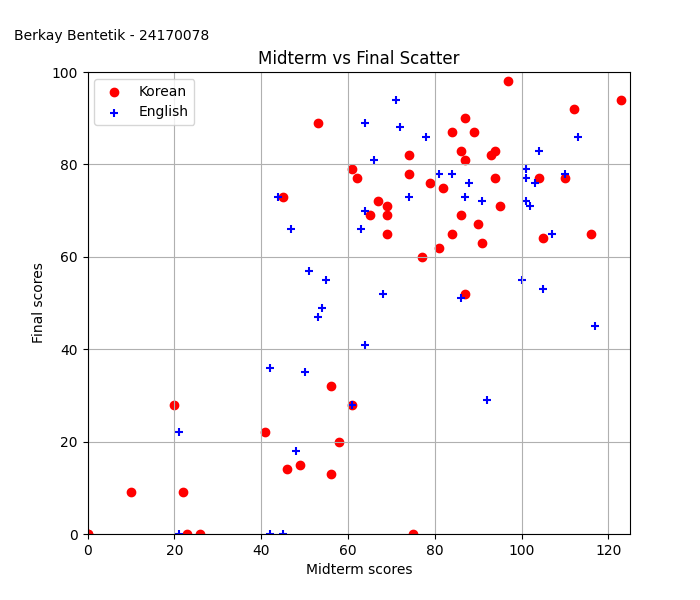 Berkay Bentetik - 24170078
Midterm vs Final Scatter
Korean
English
100
80
60
40
20
0
Final scores
0 20 40 60 80 100 120
Midterm scores